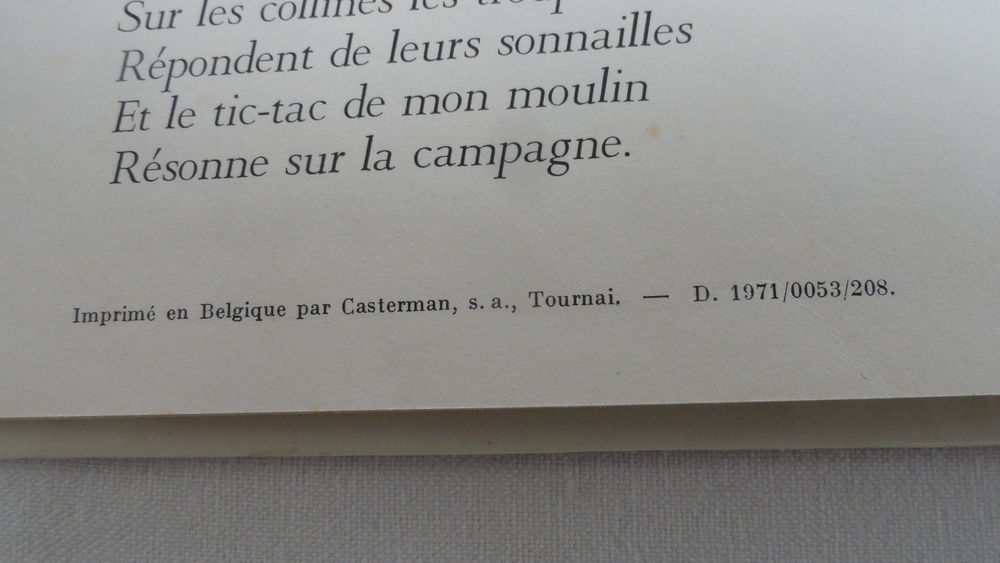 Sur les collines les
Répondent de leurs sonnailles
Et le tic-tac de mon moulin
Résonne sur la campagne.
Imprimé en Belgique par Casterman, s. a., Tournai. — D. 1971/0053/208.